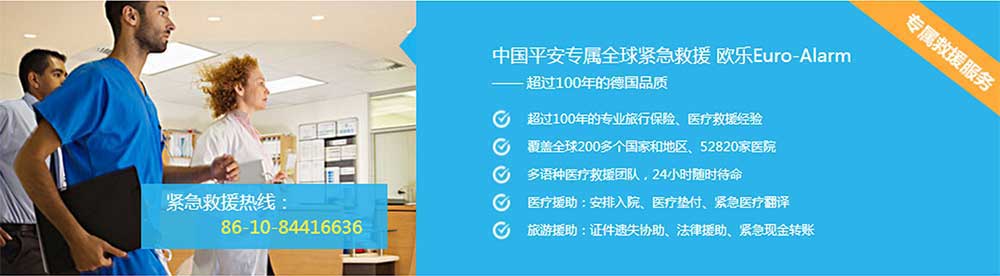 紧急救援热线：
86-10-84416636
中国平安专属全球紧急救援 欧乐Euro-Alarm
—— 超过100年的德国品质
超过100年的专业旅行保险、医疗救援经验
覆盖全球200多个国家和地区、52820家医院
多语种医疗救援团队，24小时随时待命
医疗援助：安排入院、医疗垫付、紧急医疗翻译
旅游援助：证件遗失协助、法律援助、紧急现金转账
专属救援服务